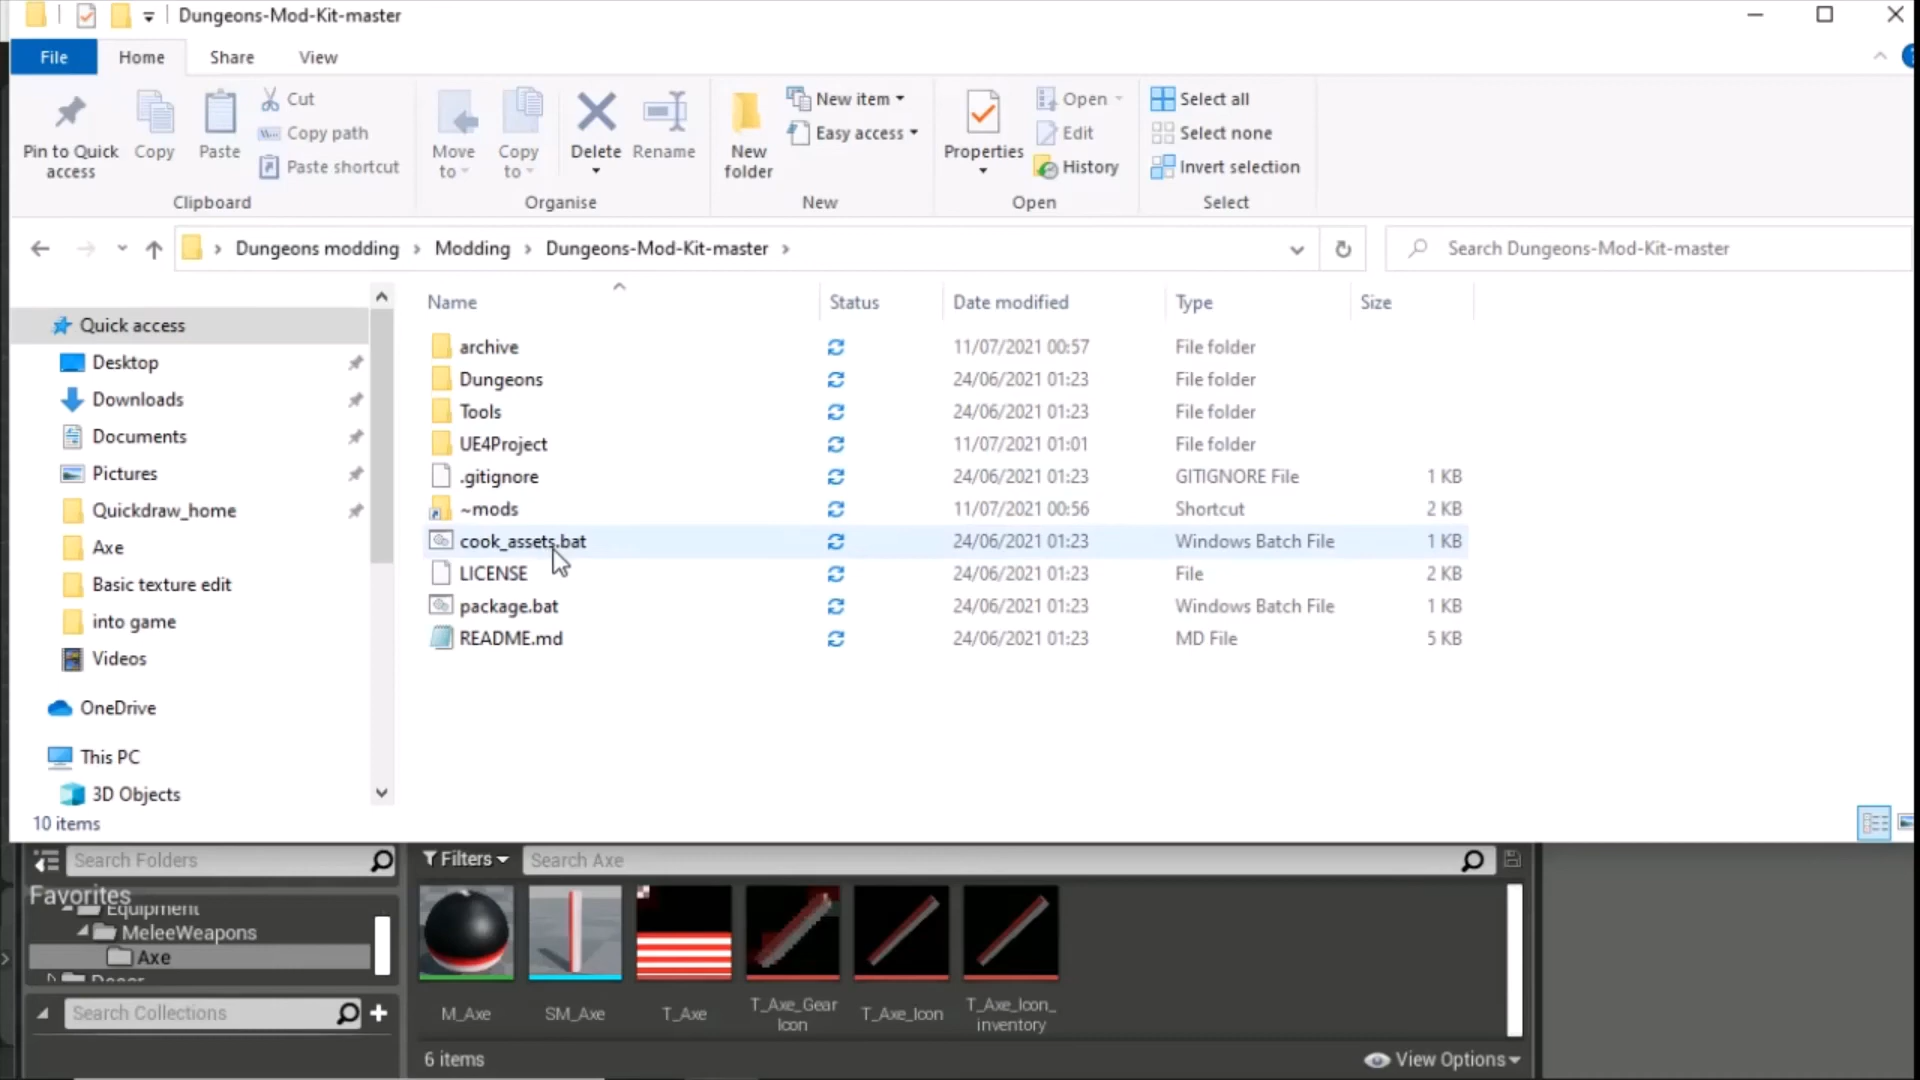 Dungeons-Mod-Kit-master
File Home Share View
Pin to Quick access
Copy
Paste
Cut
Copy path
Paste shortcut
Clipboard
Move to
Copy to
Delete
Rename
Organise
New folder
New item
Easy access
New
Properties
Open
Edit
History
Open
Select all
Select none
Invert selection
Select
Dungeons modding > Modding > Dungeons-Mod-Kit-master >
Search Dungeons-Mod-Kit-master
Quick access
Desktop
Downloads
Documents
Pictures
Quickdraw_home
Axe
Basic texture edit
into game
Videos
OneDrive
This PC
3D Objects
Name Status Date modified Type Size
archive 11/07/2021 00:57 File folder
Dungeons 24/06/2021 01:23 File folder
Tools 24/06/2021 01:23 File folder
UE4Project 11/07/2021 01:01 File folder
.gitignore 24/06/2021 01:23 GITIGNORE File 1 KB
~mods 11/07/2021 00:56 Shortcut 2 KB
cook_assets.bat 24/06/2021 01:23 Windows Batch File 1 KB
LICENSE 24/06/2021 01:23 File 2 KB
package.bat 24/06/2021 01:23 Windows Batch File 1 KB
README.md 24/06/2021 01:23 MD File 5 KB
10 items
Search Folders
Favorites
Equipment
MeleeWeapons
Axe
Decor
Search Collections
Filters
Search Axe
M_Axe
SM_Axe
T_Axe
T_Axe_Gear
Icon
T_Axe_Icon
T_Axe_Icon_
inventory
6 items
View Options